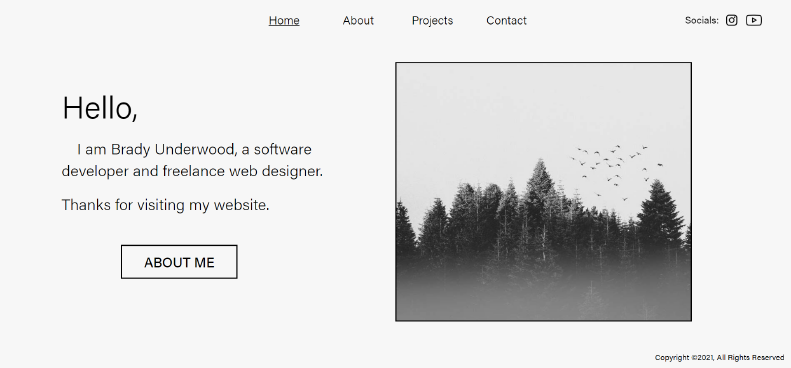 Home About Projects Contact Socials:
Hello,
I am Brady Underwood, a software
developer and freelance web designer.
Thanks for visiting my website.
ABOUT ME
Copyright ©2021, All Rights Reserved